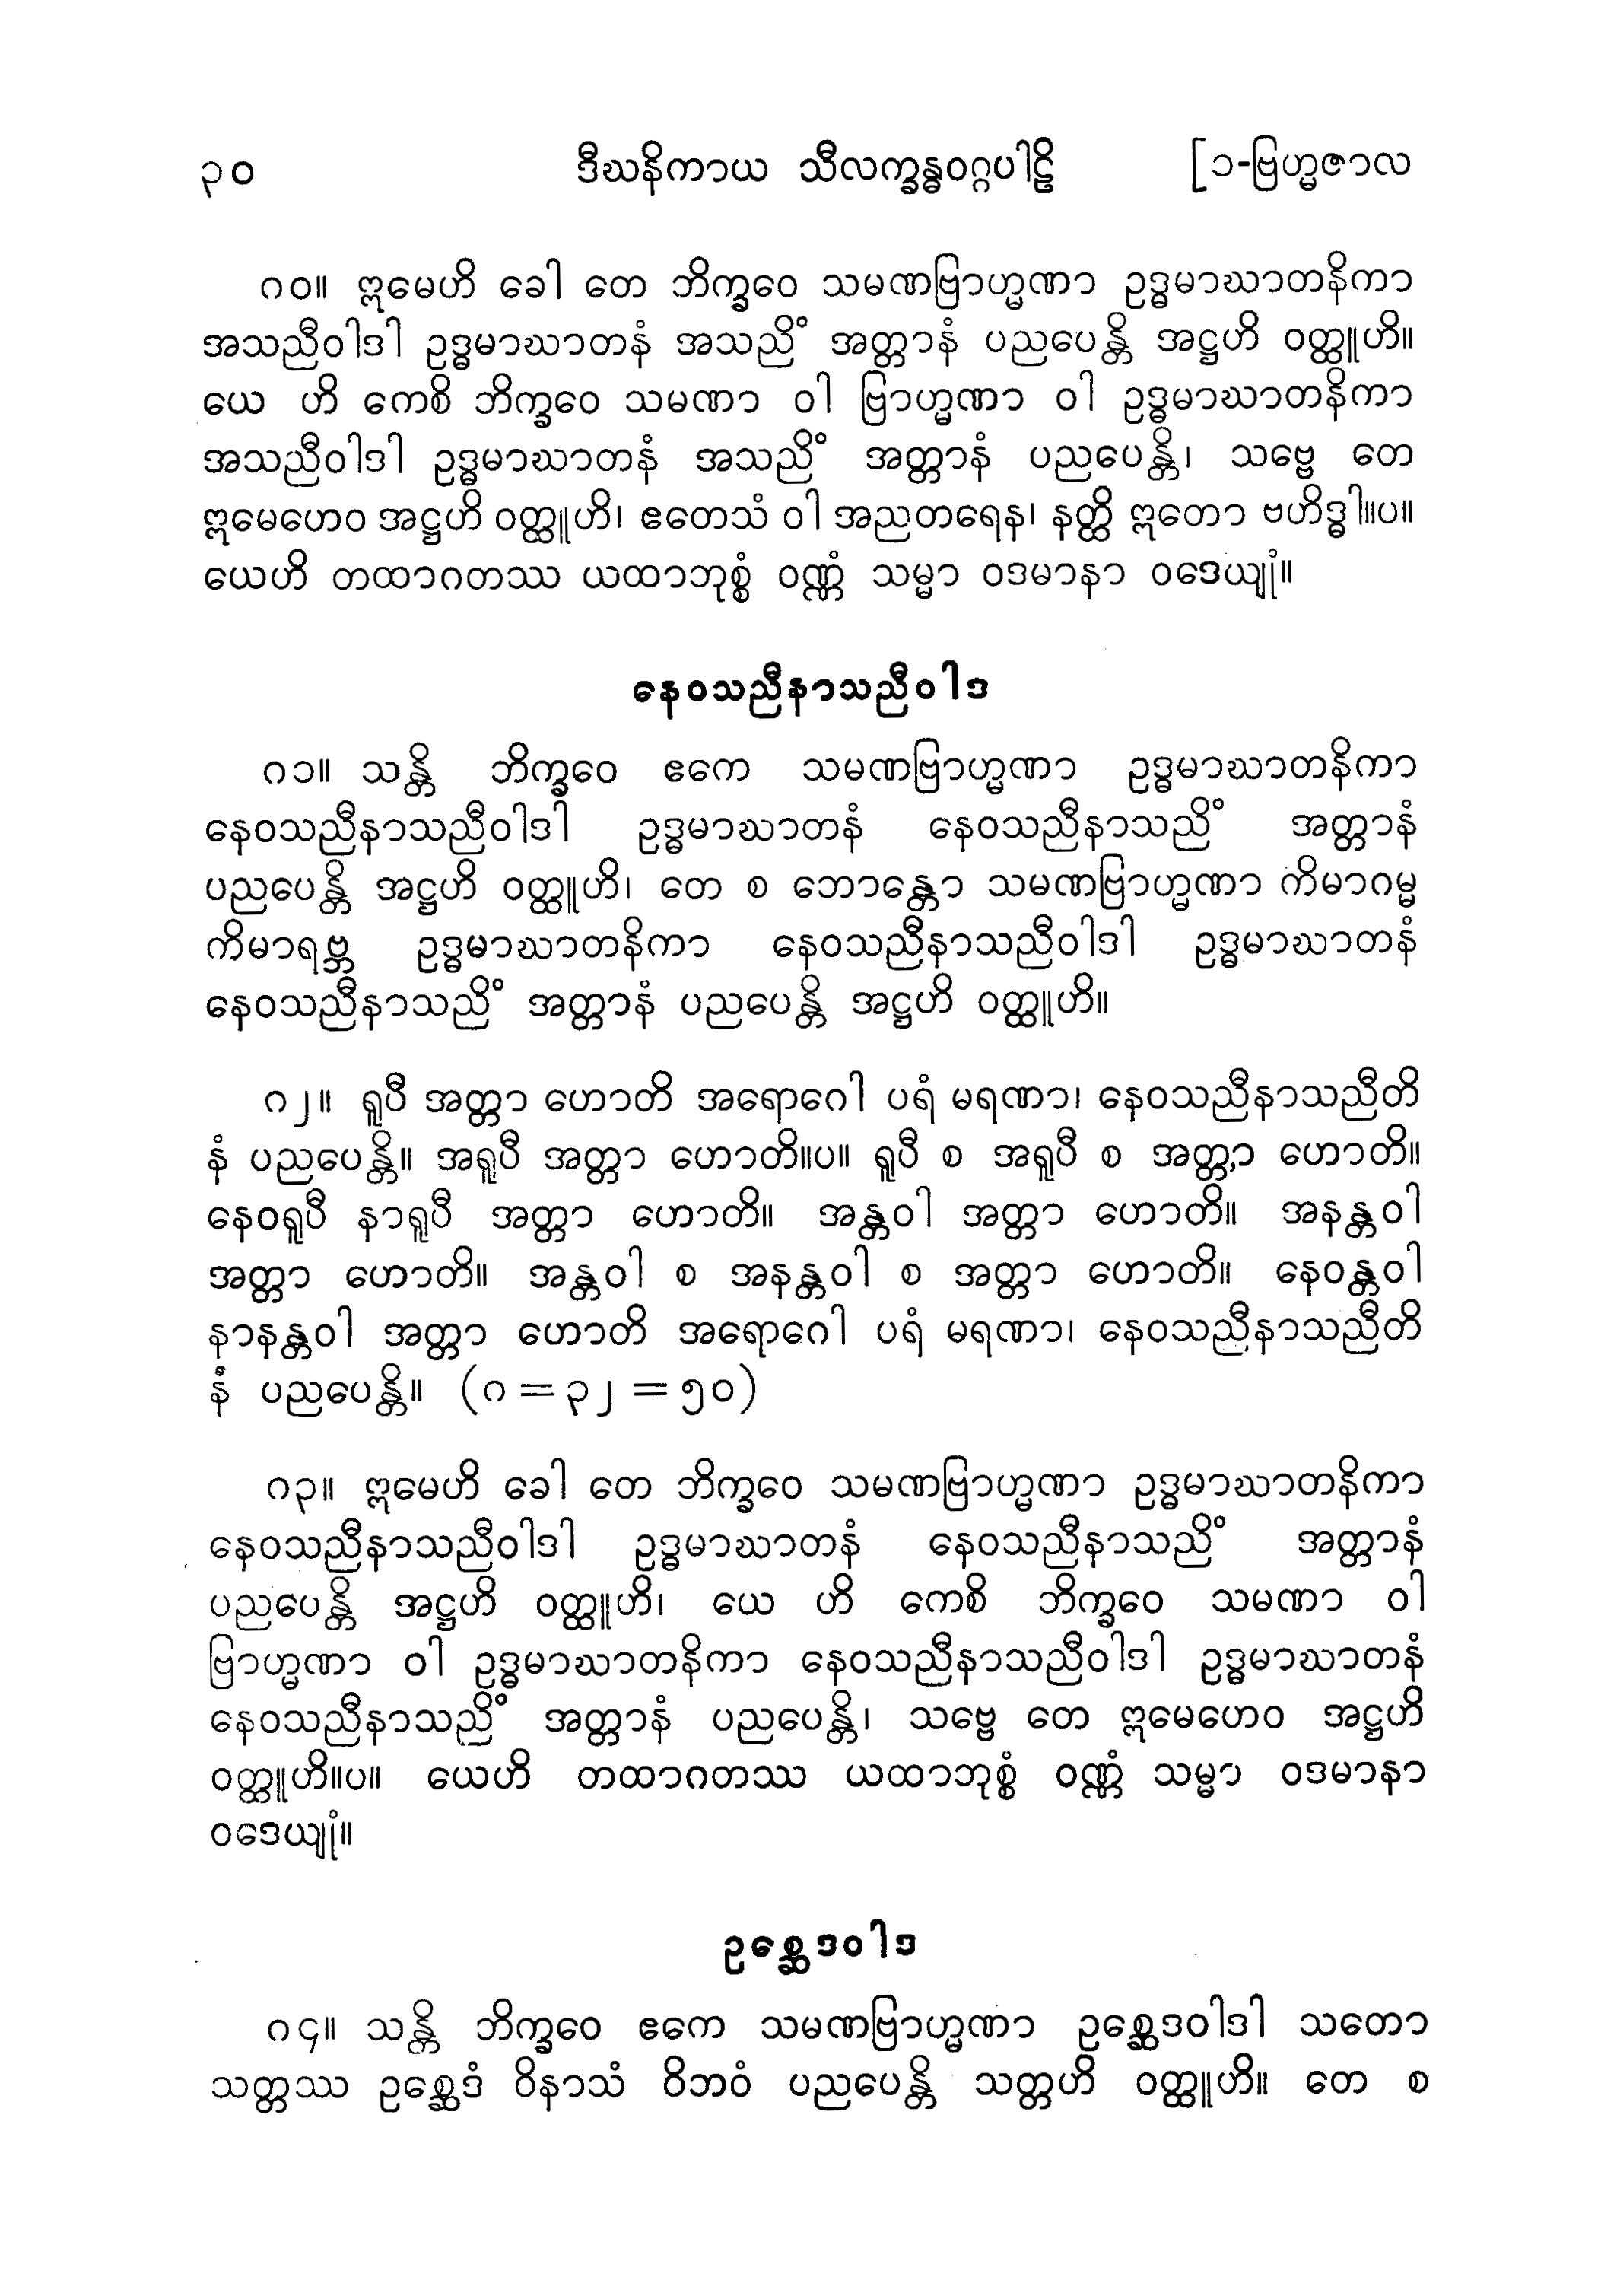 ၃၀ ဒီဃနိကာယ သီလက္ခန္ဓဝဂ္ဂပါဠိ [၁-ဗြဟ္မဇာလ
၈၀။ ဣမေဟိ ခေါ တေ ဘိက္ခဝေ သမဏဗြာဟ္မဏာ ဥဒ္ဓမာဃာတနိကာ
အသညီဝါဒါ ဥဒ္ဓမာဃာတနံ အသညိံ အတ္တာနံ ပညပေန္တိ အဋ္ဌဟိ ဝတ္ထူဟိ။
ယေ ဟိ ကေစိ ဘိက္ခဝေ သမဏာ ဝါ ဗြာဟ္မဏာ ဝါ ဥဒ္ဓမာဃာတနိကာ
အသညီဝါဒါ ဥဒ္ဓမာဃာတနံ အသညိံ အတ္တာနံ ပညပေန္တိ၊ သဗ္ဗေ တေ
ဣမေဟေဝ အဋ္ဌဟိ ဝတ္ထူဟိ၊ ဧတေသံ ဝါ အညတရေန၊ နတ္ထိ ဣတော ဗဟိဒ္ဓါ။ပ။
ယေဟိ တထာဂတဿ ယထာဘုစ္စံ ဝဏ္ဏံ သမ္မာ ဝဒမာနာ ဝဒေယျုံ။
နေဝသညီနာသညီဝါဒ
၈၁။ သန္တိ ဘိက္ခဝေ ဧကေ သမဏဗြာဟ္မဏာ ဥဒ္ဓမာဃာတနိကာ
နေဝသညီနာသညီဝါဒါ ဥဒ္ဓမာဃာတနံ နေဝသညီနာသညိံ အတ္တာနံ
ပညပေန္တိ အဋ္ဌဟိ ဝတ္ထူဟိ၊ တေ စ ဘောန္တော သမဏဗြာဟ္မဏာ ကိမာဂမ္မ
ကိမာရဗ္ဘ ဥဒ္ဓမာဃာတနိကာ နေဝသညီနာသညီဝါဒါ ဥဒ္ဓမာဃာတနံ
နေဝသညီနာသညိံ အတ္တာနံ ပညပေန္တိ အဋ္ဌဟိ ဝတ္ထူဟိ။
၈၂။ ရူပီ အတ္တာ ဟောတိ အရောဂေါ ပရံ မရဏာ၊ နေဝသညီနာသညီတိ
နံ ပညပေန္တိ။ အရူပီ အတ္တာ ဟောတိ။ပ။ ရူပီ စ အရူပီ စ အတ္တာ ဟောတိ။
နေဝရူပီ နာရူပီ အတ္တာ ဟောတိ။ အန္တဝါ အတ္တာ ဟောတိ။ အနန္တဝါ
အတ္တာ ဟောတိ။ အန္တဝါ စ အနန္တဝါ စ အတ္တာ ဟောတိ။ နေဝန္တဝါ
နာနန္တဝါ အတ္တာ ဟောတိ အရောဂေါ ပရံ မရဏာ၊ နေဝသညီနာသညီတိ
နံ ပညပေန္တိ။ (၈=၃၂=၅၀)
၈၃။ ဣမေဟိ ခေါ တေ ဘိက္ခဝေ သမဏဗြာဟ္မဏာ ဥဒ္ဓမာဃာတနိကာ
နေဝသညီနာသညီဝါဒါ ဥဒ္ဓမာဃာတနံ နေဝသညီနာသညိံ အတ္တာနံ
ပညပေန္တိ အဋ္ဌဟိ ဝတ္ထူဟိ၊ ယေ ဟိ ကေစိ ဘိက္ခဝေ သမဏာ ဝါ
ဗြာဟ္မဏာ ဝါ ဥဒ္ဓမာဃာတနိကာ နေဝသညီနာသညီဝါဒါ ဥဒ္ဓမာဃာတနံ
နေဝသညီနာသညိံ အတ္တာနံ ပညပေန္တိ၊ သဗ္ဗေ တေ ဣမေဟေဝ အဋ္ဌဟိ
ဝတ္ထူဟိ။ပ။ ယေဟိ တထာဂတဿ ယထာဘုစ္စံ ဝဏ္ဏံ သမ္မာ ဝဒမာနာ
ဝဒေယျုံ။
ဥစ္ဆေဒဝါဒ
၈၄။ သန္တိ ဘိက္ခဝေ ဧကေ သမဏဗြာဟ္မဏာ ဥစ္ဆေဒဝါဒါ သတော
သတ္တဿ ဥစ္ဆေဒံ ဝိနာသံ ဝိဘဝံ ပညပေန္တိ သတ္တဟိ ဝတ္ထူဟိ။ တေ စ